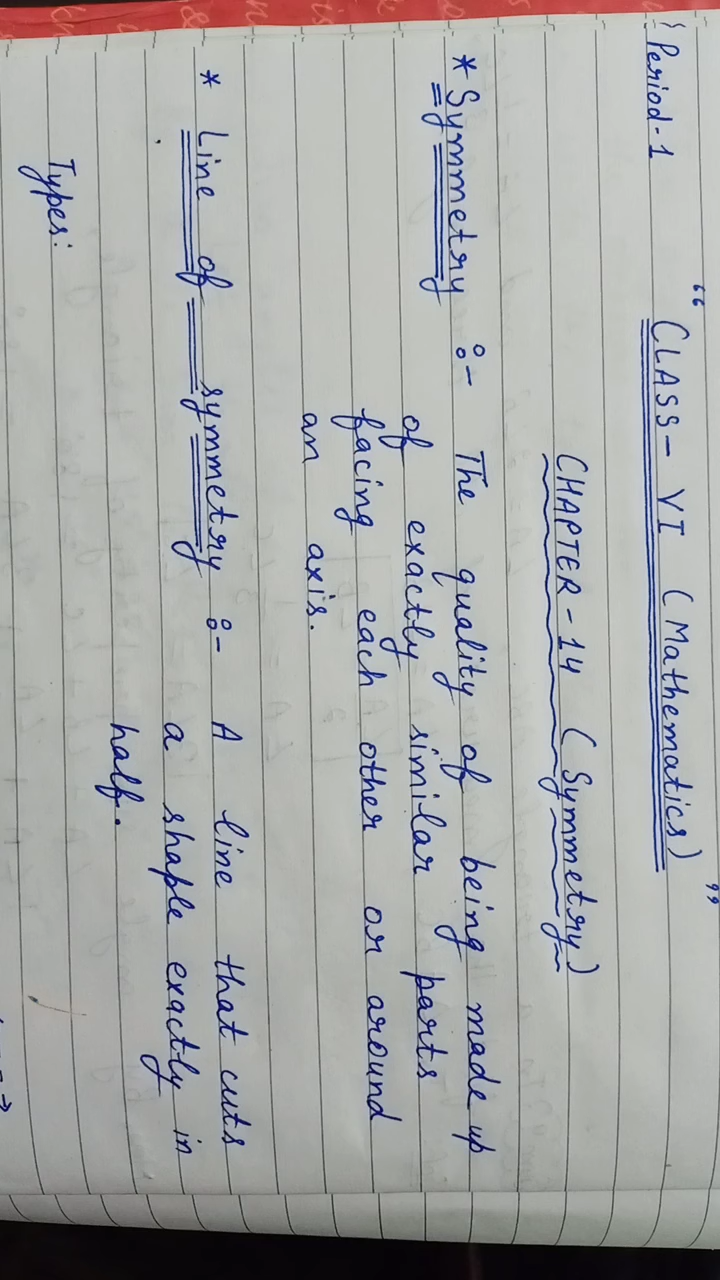 { Period-1
" CLASS- VI (Mathematics) "
CHAPTER-14 (Symmetry)
* Symmetry :- The quality of being made up
of exactly similar parts
facing each other or around
an axis.
* Line of symmetry :- A line that cuts
a shaple exactly in
half.
Types: